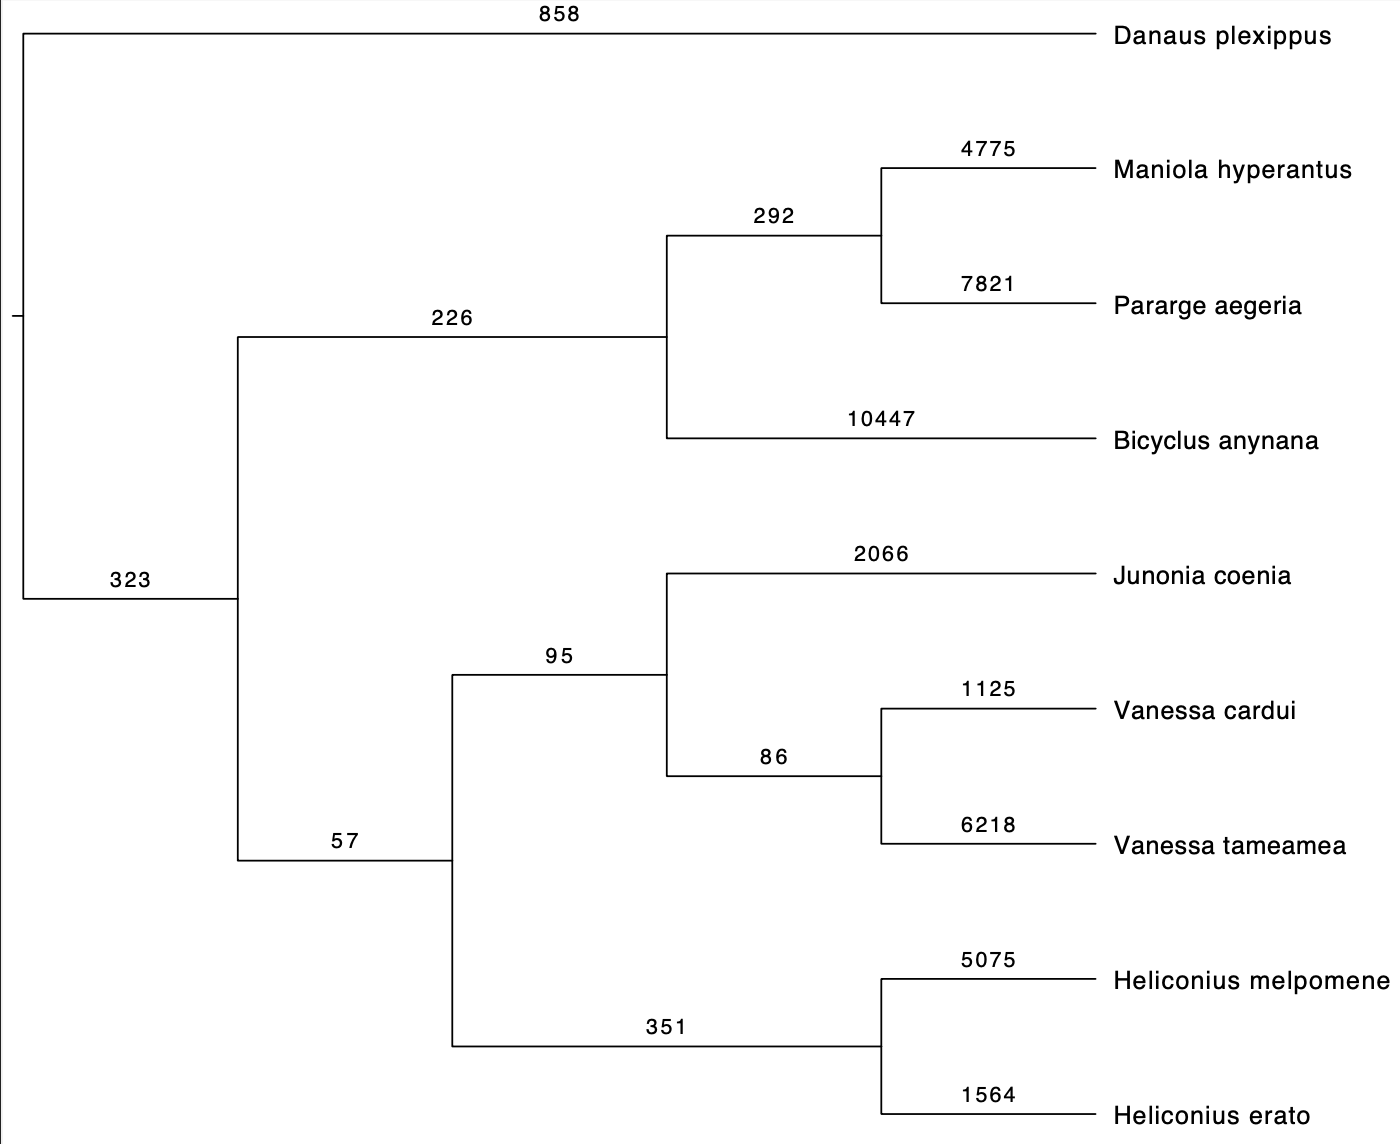 858
Danaus plexippus
4775
Maniola hyperantus
292
7821
Pararge aegeria
226
10447
Bicyclus anynana
2066
Junonia coenia
323
95
1125
Vanessa cardui
86
6218
Vanessa tameamea
57
5075
Heliconius melpomene
351
1564
Heliconius erato